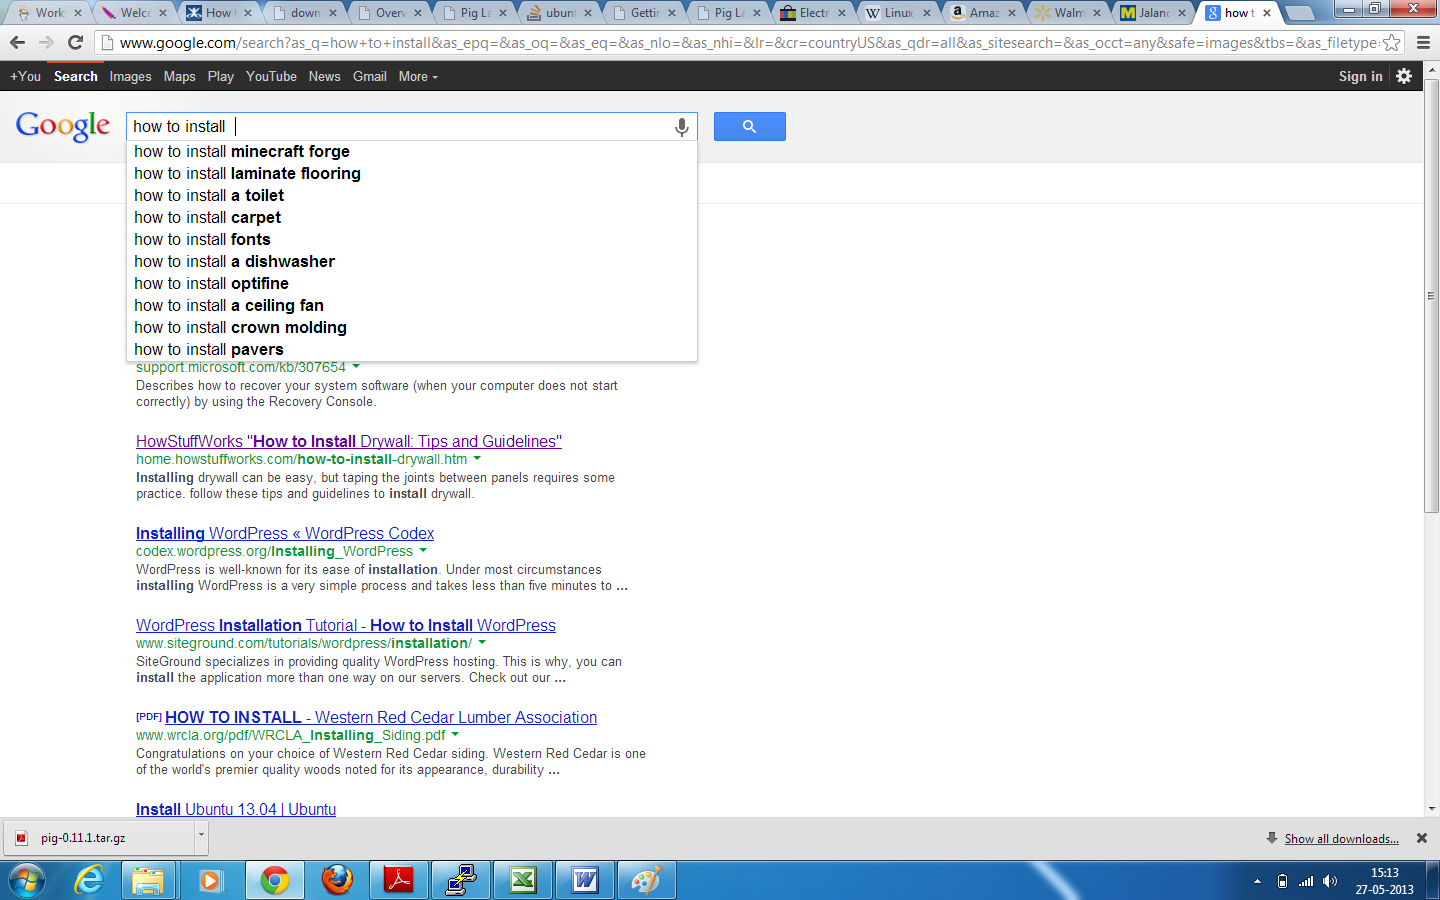 Works
Welco
How t
down
Overv
Pig La
ubun
Gettin
Pig La
Electr
Linux
Amaz
Walm
Jalanc
how t
www.google.com/search?as_q=how+to+install&as_epq=&as_oq=&as_eq=&as_nlo=&as_nhi=&lr=&cr=countryUS&as_qdr=all&as_sitesearch=&as_occt=any&safe=images&tbs=&as_filetype:
+You Search Images Maps Play YouTube News Gmail More
Sign in
Google
how to install
how to install minecraft forge
how to install laminate flooring
how to install a toilet
how to install carpet
how to install fonts
how to install a dishwasher
how to install optifine
how to install a ceiling fan
how to install crown molding
how to install pavers
support.microsoft.com/kb/307654
Describes how to recover your system software (when your computer does not start
correctly) by using the Recovery Console.
HowStuffWorks "How to Install Drywall: Tips and Guidelines"
home.howstuffworks.com/how-to-install-drywall.htm
Installing drywall can be easy, but taping the joints between panels requires some
practice. follow these tips and guidelines to install drywall.
Installing WordPress « WordPress Codex
codex.wordpress.org/Installing_WordPress
WordPress is well-known for its ease of installation. Under most circumstances
installing WordPress is a very simple process and takes less than five minutes to ...
WordPress Installation Tutorial - How to Install WordPress
www.siteground.com/tutorials/wordpress/installation/
SiteGround specializes in providing quality WordPress hosting. This is why, you can
install the application more than one way on our servers. Check out our ...
[PDF] HOW TO INSTALL - Western Red Cedar Lumber Association
www.wrcla.org/pdf/WRCLA_Installing_Siding.pdf
Congratulations on your choice of Western Red Cedar siding. Western Red Cedar is one
of the world's premier quality woods noted for its appearance, durability ...
Install Ubuntu 13.04 | Ubuntu
pig-0.11.1.tar.gz
Show all downloads...
15:13
27-05-2013